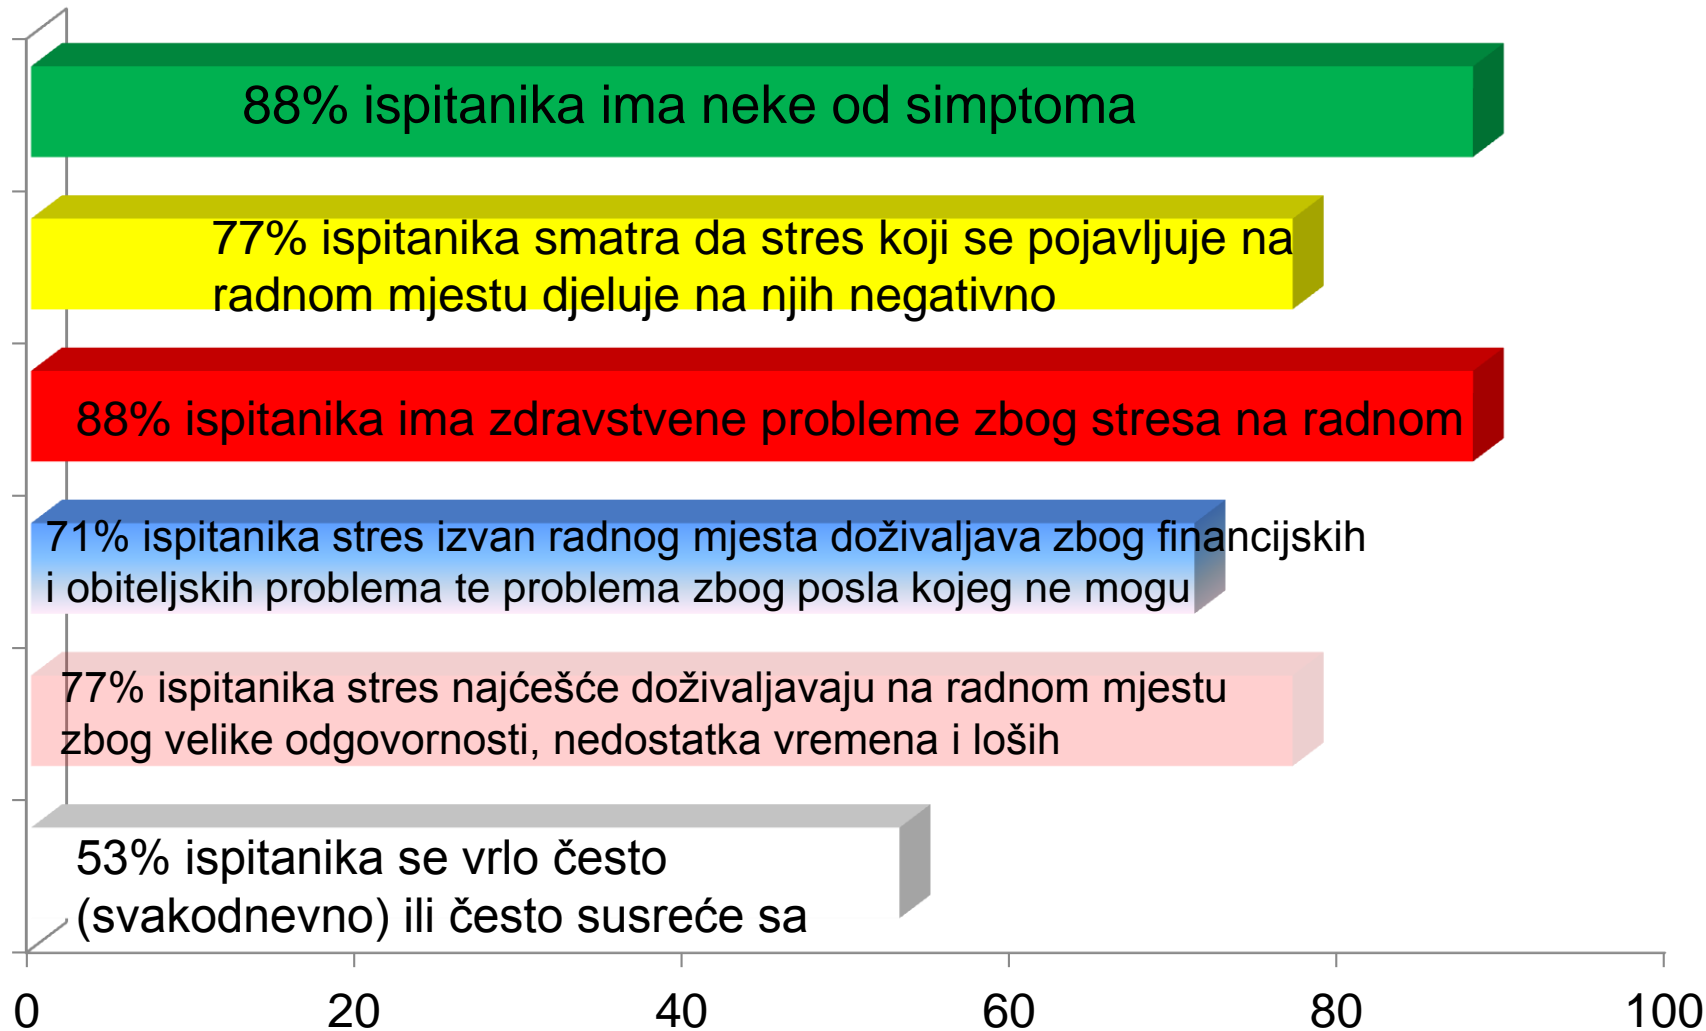 88% ispitanika ima neke od simptoma
77% ispitanika smatra da stres koji se pojavljuje na
radnom mjestu djeluje na njih negativno
88% ispitanika ima zdravstvene probleme zbog stresa na radnom
71% ispitanika stres izvan radnog mjesta doživaljava zbog financijskih
i obiteljskih problema te problema zbog posla kojeg ne mogu
77% ispitanika stres najćešće doživaljavaju na radnom mjestu
zbog velike odgovornosti, nedostatka vremena i loših
53% ispitanika se vrlo često
(svakodnevno) ili često susreće sa
0 20 40 60 80 100